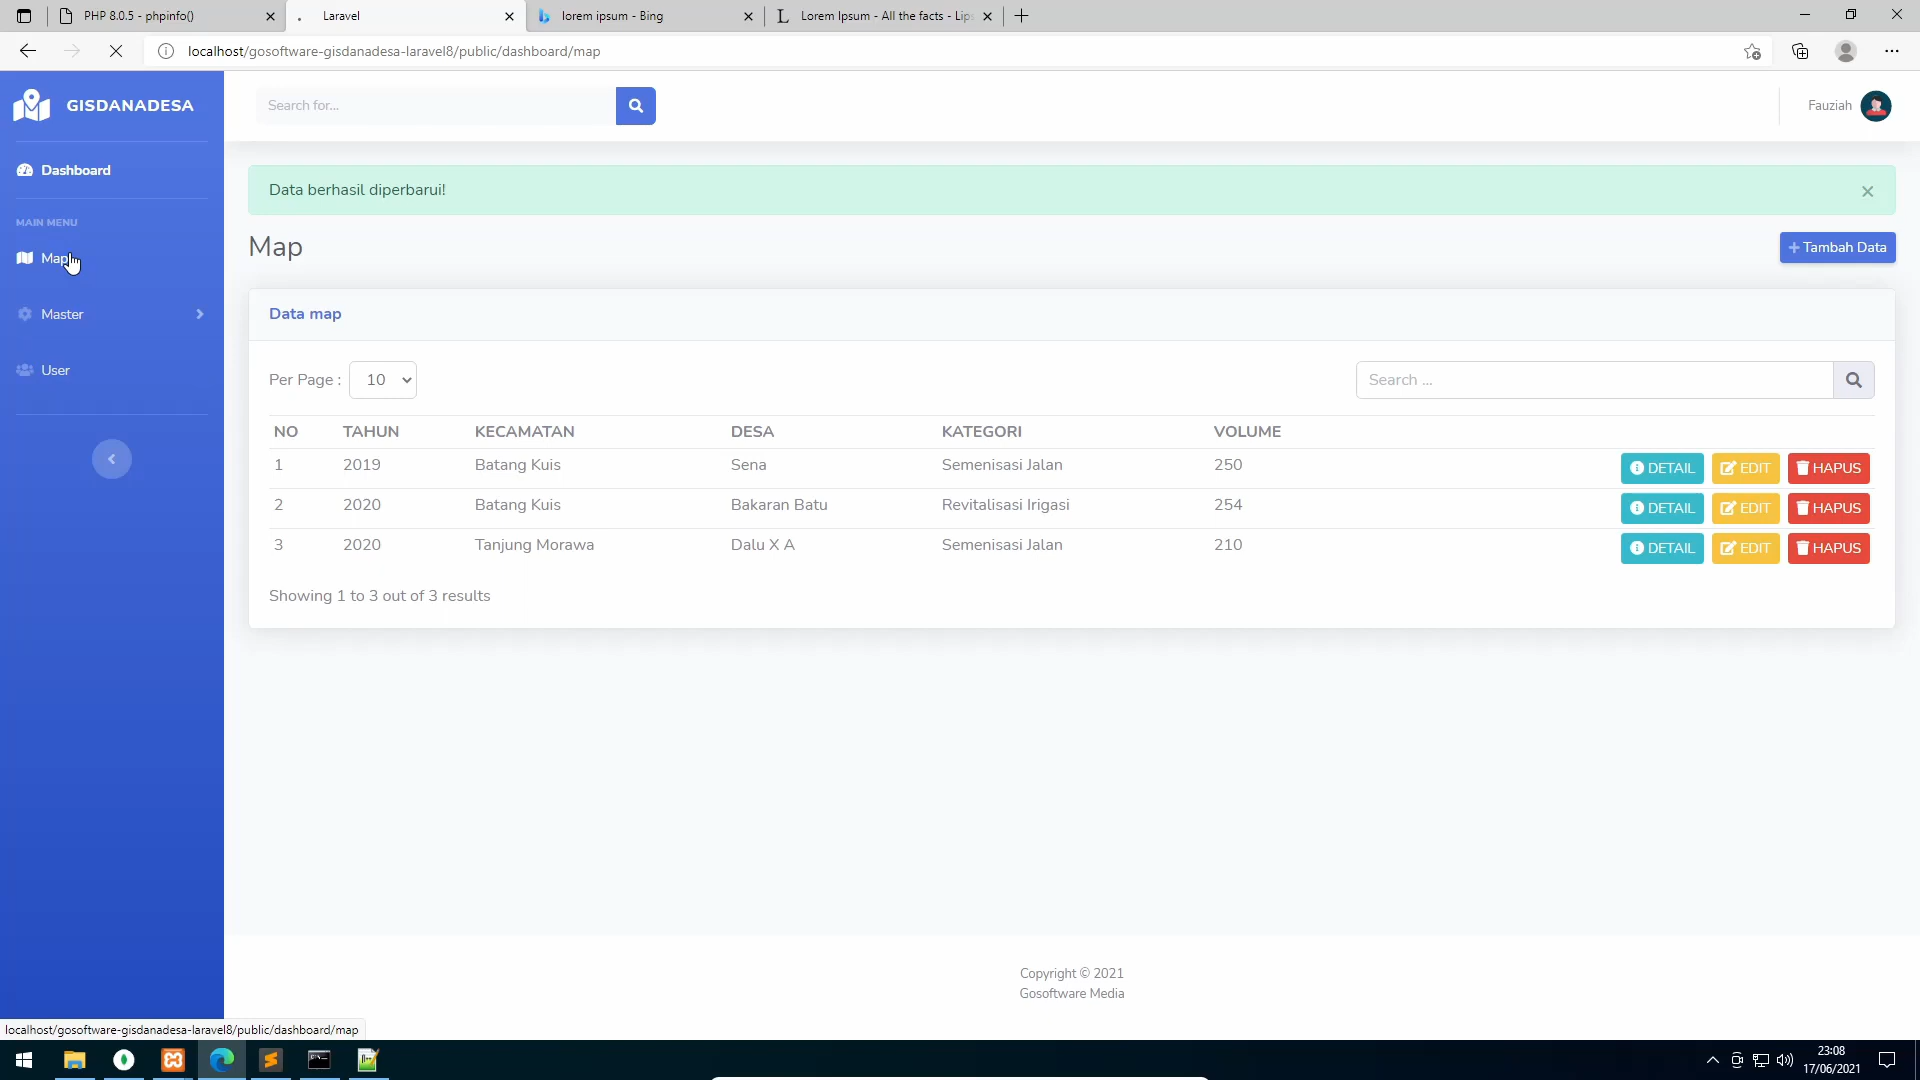 PHP 8.0.5 - phpinfo()
Laravel
lorem ipsum - Bing
Lorem Ipsum - All the facts - Lips
localhost/gosoftware-gisdanadesa-laravel8/public/dashboard/map
GISDANADESA
Search for...
Fauziah
Dashboard
Data berhasil diperbarui!
MAIN MENU
Map
Map
+ Tambah Data
Master
Data map
User
Per Page : 10
Search ...
NO TAHUN KECAMATAN DESA KATEGORI VOLUME
1 2019 Batang Kuis Sena Semenisasi Jalan 250 DETAIL EDIT HAPUS
2 2020 Batang Kuis Bakaran Batu Revitalisasi Irigasi 254 DETAIL EDIT HAPUS
3 2020 Tanjung Morawa Dalu X A Semenisasi Jalan 210 DETAIL EDIT HAPUS
Showing 1 to 3 out of 3 results
Copyright © 2021
Gosoftware Media
localhost/gosoftware-gisdanadesa-laravel8/public/dashboard/map
23:08
17/06/2021